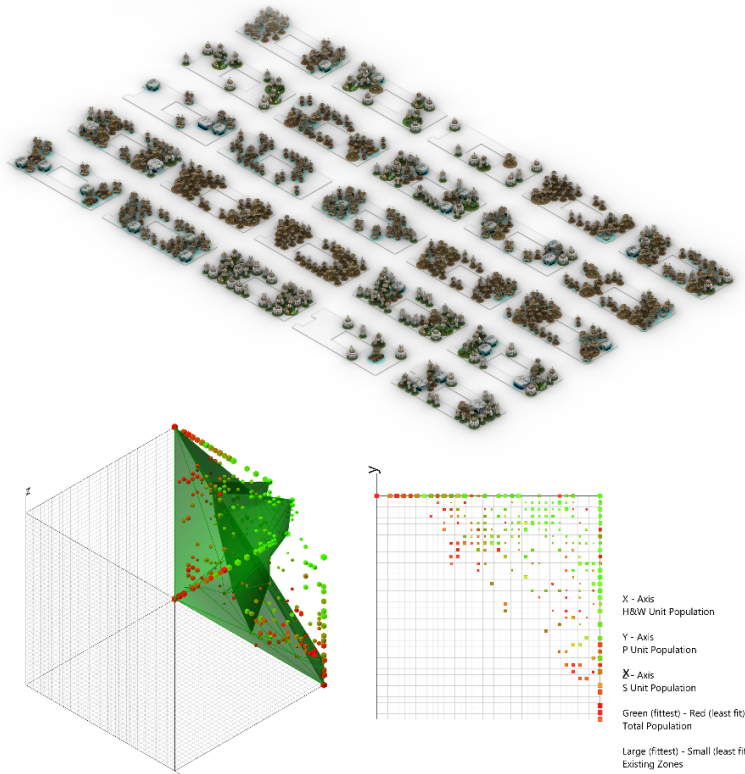 z
y
X - Axis
H&W Unit Population
Y - Axis
P Unit Population
X
Z - Axis
S Unit Population
Green (fittest) - Red (least fit)
Total Population
Large (fittest) - Small (least fit
Existing Zones